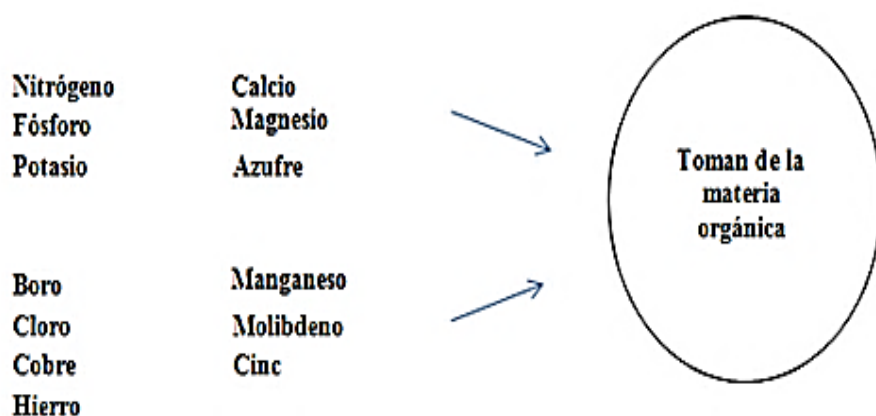 Nitrógeno Calcio
Fósforo Magnesio
Potasio Azufre
Boro Manganeso
Cloro Molibdeno
Cobre Cinc
Hierro
Toman de la
materia
orgánica